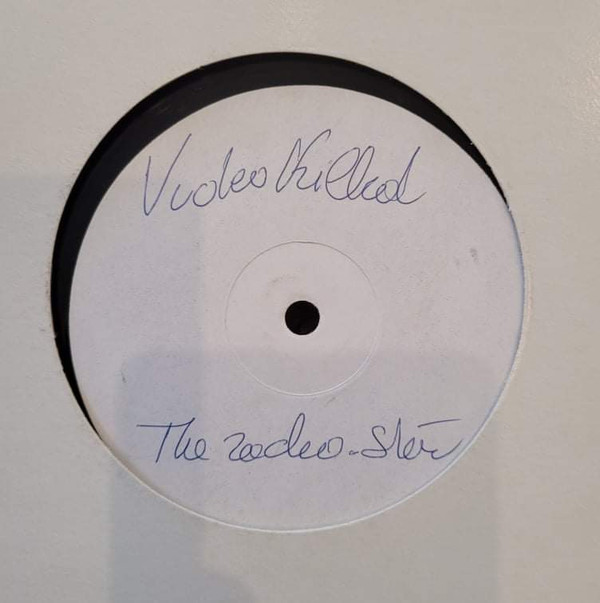 Video Killed
The radio-Star